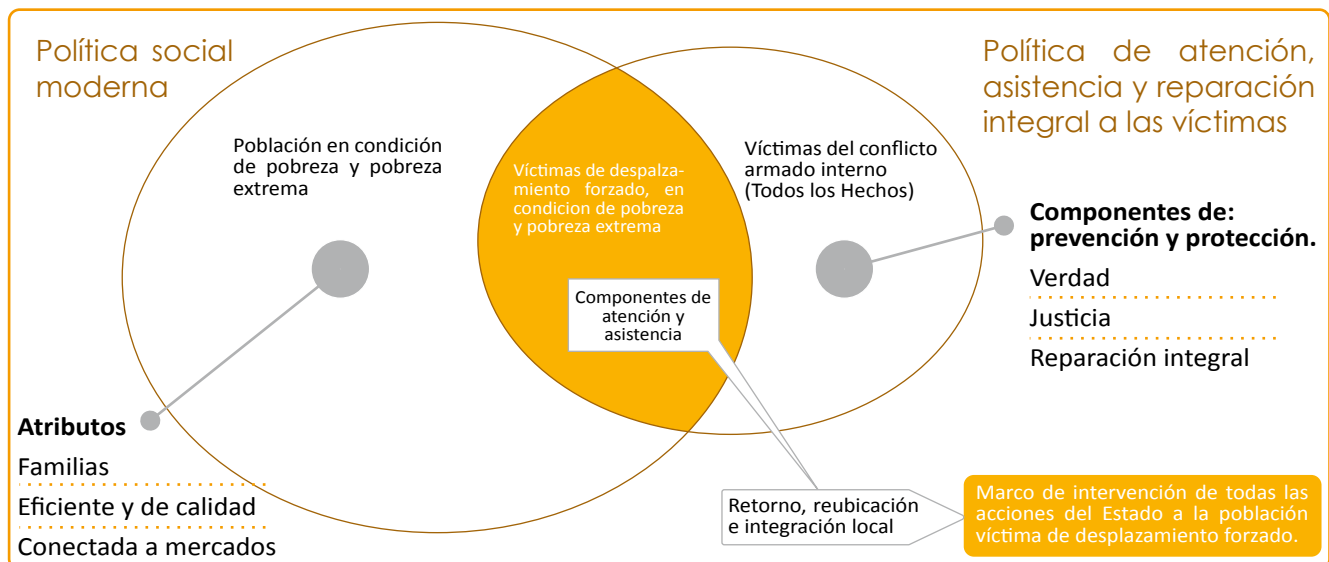 Política social
moderna
Población en condición
de pobreza y pobreza
extrema
Atributos
Familias
Eficiente y de calidad
Conectada a mercados
Víctimas de despalza-
miento forzado, en
condicion de pobreza
y pobreza extrema
Componentes de
atención y
asistencia
Víctimas del conflicto
armado interno
(Todos los Hechos)
Política de atención,
asistencia y reparación
integral a las víctimas
Componentes de:
prevención y protección.
Verdad
Justicia
Reparación integral
Retorno, reubicación
e integración local
Marco de intervención de todas las
acciones del Estado a la población
víctima de desplazamiento forzado.